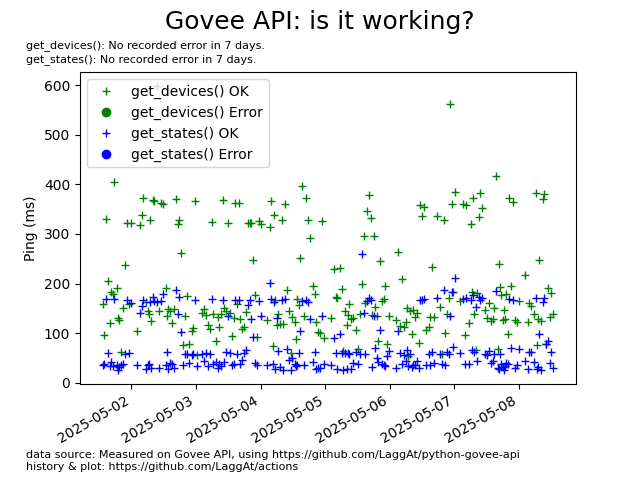 Govee API: is it working?
get_devices(): No recorded error in 7 days.
get_states(): No recorded error in 7 days.
get_devices() OK
get_devices() Error
get_states() OK
get_states() Error
Ping (ms)
600
500
400
300
200
100
0
2025-05-02
2025-05-03
2025-05-04
2025-05-05
2025-05-06
2025-05-07
2025-05-08
data source: Measured on Govee API, using https://github.com/LaggAt/python-govee-api
history & plot: https://github.com/LaggAt/actions